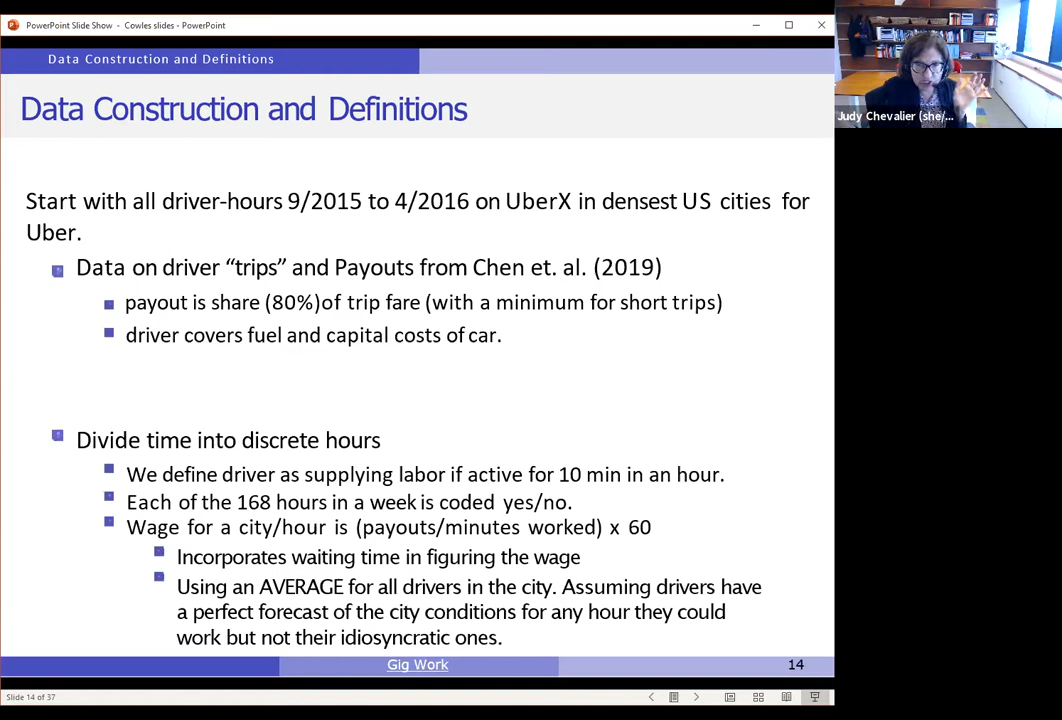 PowerPoint Slide Show - Cowles slides - PowerPoint
Data Construction and Definitions
Data Construction and Definitions
Start with all driver-hours 9/2015 to 4/2016 on UberX in densest US cities for
Uber.
Data on driver “trips” and Payouts from Chen et. al. (2019)
payout is share (80%)of trip fare (with a minimum for short trips)
driver covers fuel and capital costs of car.
Divide time into discrete hours
We define driver as supplying labor if active for 10 min in an hour.
Each of the 168 hours in a week is coded yes/no.
Wage for a city/hour is (payouts/minutes worked) x 60
Incorporates waiting time in figuring the wage
Using an AVERAGE for all drivers in the city. Assuming drivers have
a perfect forecast of the city conditions for any hour they could
work but not their idiosyncratic ones.
Gig Work
14
Slide 14 of 37
Judy Chevalier (she/...